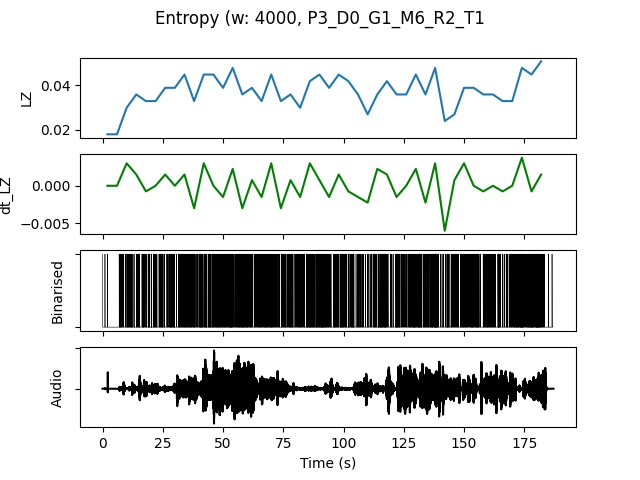 Entropy (w: 4000, P3_D0_G1_M6_R2_T1
LZ
0.04
0.02
dt_LZ
0.000
−0.005
Binarised
Audio
0 25 50 75 100 125 150 175
Time (s)